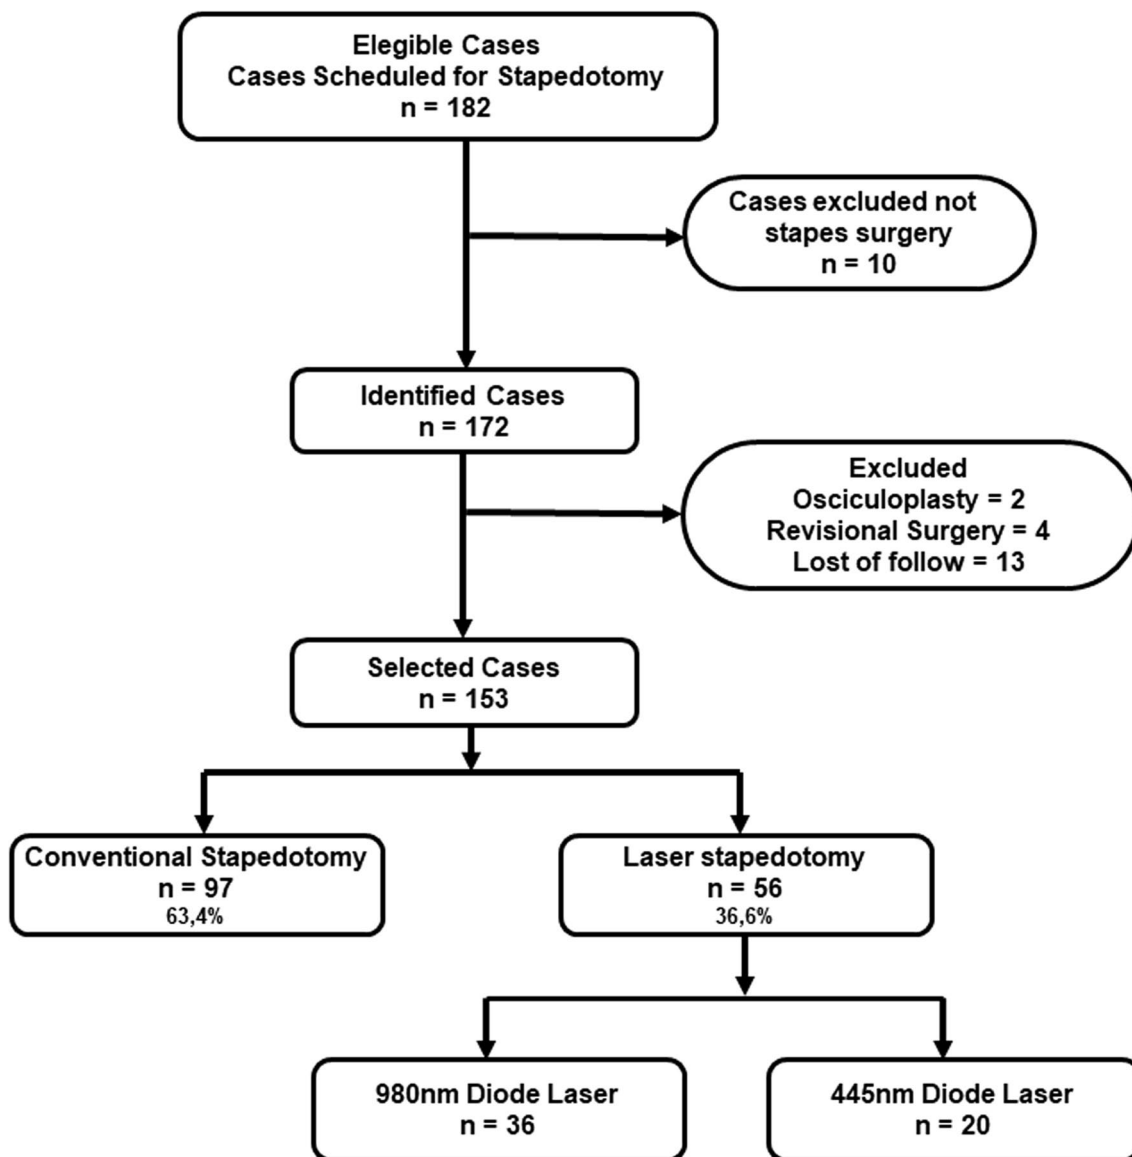 Elegible Cases
Cases Scheduled for Stapedotomy
n = 182
Cases excluded not
stapes surgery
n = 10
Identified Cases
n = 172
Excluded
Osciculoplasty = 2
Revisional Surgery = 4
Lost of follow = 13
Selected Cases
n = 153
Conventional Stapedotomy
n = 97
63,4%
Laser stapedotomy
n = 56
36,6%
980nm Diode Laser
n = 36
445nm Diode Laser
n = 20